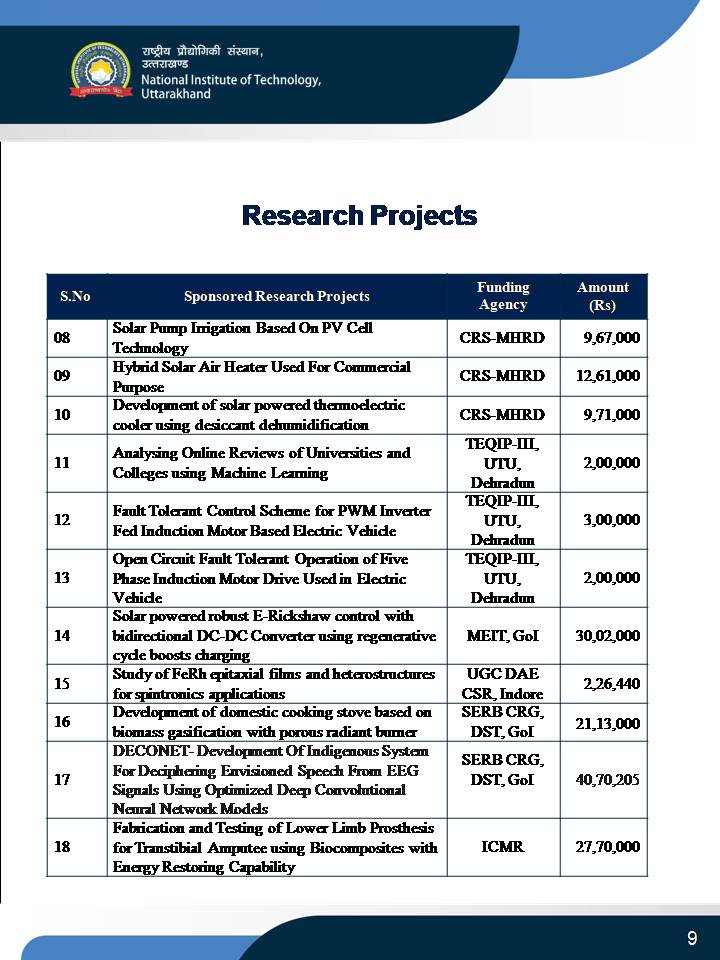 राष्ट्रीय प्रौद्योगिकी संस्थान,
उत्तराखण्ड
National Institute of Technology,
Uttarakhand
Research Projects
S.No Sponsored Research Projects Funding Agency Amount (Rs)
08 Solar Pump Irrigation Based On PV Cell Technology CRS-MHRD 9,67,000
09 Hybrid Solar Air Heater Used For Commercial Purpose CRS-MHRD 12,61,000
10 Development of solar powered thermoelectric cooler using desiccant dehumidification CRS-MHRD 9,71,000
11 Analysing Online Reviews of Universities and Colleges using Machine Learning TEQIP-III, UTU, Dehradun 2,00,000
12 Fault Tolerant Control Scheme for PWM Inverter Fed Induction Motor Based Electric Vehicle TEQIP-III, UTU, Dehradun 3,00,000
13 Open Circuit Fault Tolerant Operation of Five Phase Induction Motor Drive Used in Electric Vehicle TEQIP-III, UTU, Dehradun 2,00,000
14 Solar powered robust E-Rickshaw control with bidirectional DC-DC Converter using regenerative cycle boosts charging MEIT, GoI 30,02,000
15 Study of FeRh epitaxial films and heterostructures for spintronics applications UGC DAE CSR, Indore 2,26,440
16 Development of domestic cooking stove based on biomass gasification with porous radiant burner SERB CRG, DST, GoI 21,13,000
17 DECONET- Development Of Indigenous System For Deciphering Envisioned Speech From EEG Signals Using Optimized Deep Convolutional Neural Network Models SERB CRG, DST, GoI 40,70,205
18 Fabrication and Testing of Lower Limb Prosthesis for Transtibial Amputee using Biocomposites with Energy Restoring Capability ICMR 27,70,000
9